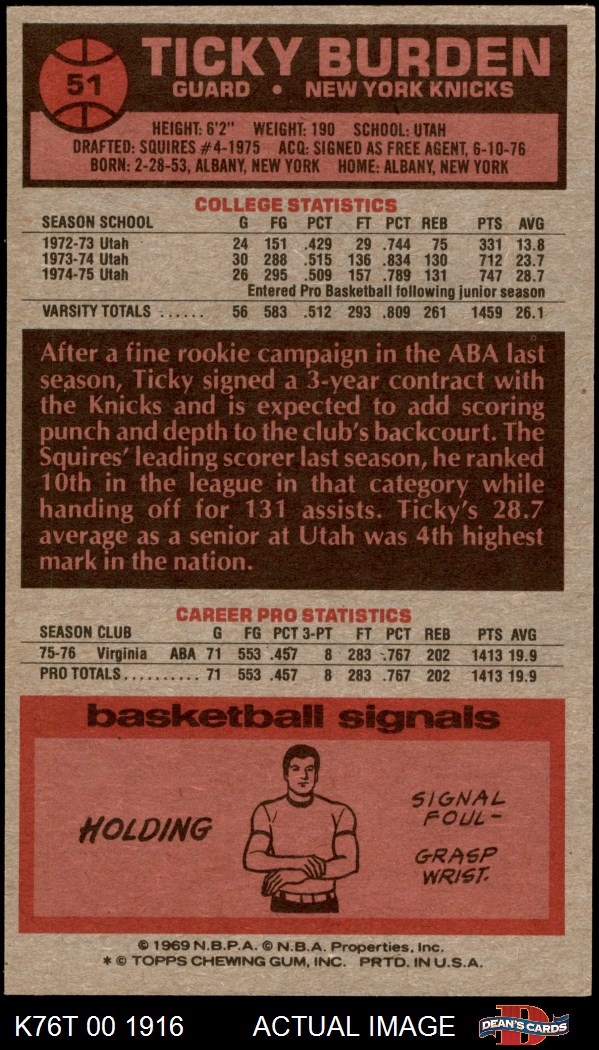 51
TICKY BURDEN
GUARD • NEW YORK KNICKS
HEIGHT: 6'2" WEIGHT: 190 SCHOOL: UTAH
DRAFTED: SQUIRES #4-1975 ACQ: SIGNED AS FREE AGENT, 6-10-76
BORN: 2-28-53, ALBANY, NEW YORK HOME: ALBANY, NEW YORK
COLLEGE STATISTICS
SEASON SCHOOL G FG PCT FT PCT REB PTS AVG
1972-73 Utah 24 151 .429 29 .744 75 331 13.8
1973-74 Utah 30 288 .515 136 .834 130 712 23.7
1974-75 Utah 26 295 .509 157 .789 131 747 28.7
Entered Pro Basketball following junior season
VARSITY TOTALS ...... 56 583 .512 293 .809 261 1459 26.1
After a fine rookie campaign in the ABA last
season, Ticky signed a 3-year contract with
the Knicks and is expected to add scoring
punch and depth to the club's backcourt. The
Squires' leading scorer last season, he ranked
10th in the league in that category while
handing off for 131 assists. Ticky's 28.7
average as a senior at Utah was 4th highest
mark in the nation.
CAREER PRO STATISTICS
SEASON CLUB G FG PCT 3-PT FT PCT REB PTS AVG
75-76 Virginia ABA 71 553 .457 8 283 .767 202 1413 19.9
PRO TOTALS.......... 71 553 .457 8 283 .767 202 1413 19.9
basketball signals
HOLDING
SIGNAL
FOUL-
GRASP
WRIST.
© 1969 N.B.P.A. © N.B.A. Properties, Inc.
* © TOPPS CHEWING GUM, INC. PRTD. IN U.S.A.
K76T 00 1916 ACTUAL IMAGE DEAN'S CARDS